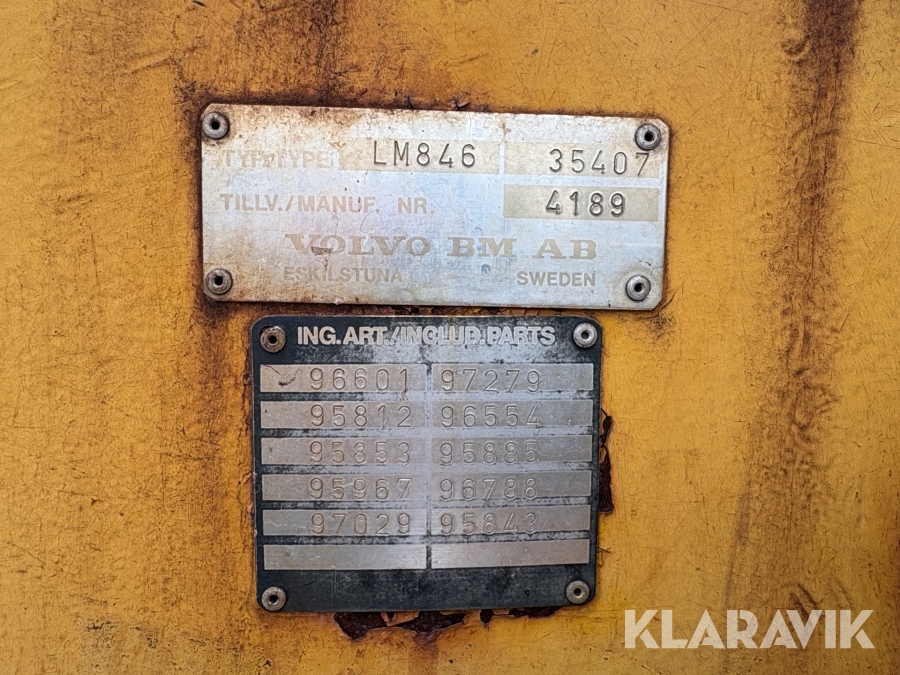 TYP/TYPE LM846 35407
TILLV./MANUF. NR. 4189
VOLVO BM AB
ESKILSTUNA SWEDEN
ING.ART./INCLUD.PARTS
96601 97279
95812 96554
95853 95885
95967 96788
97029 95843
KLARAVIK